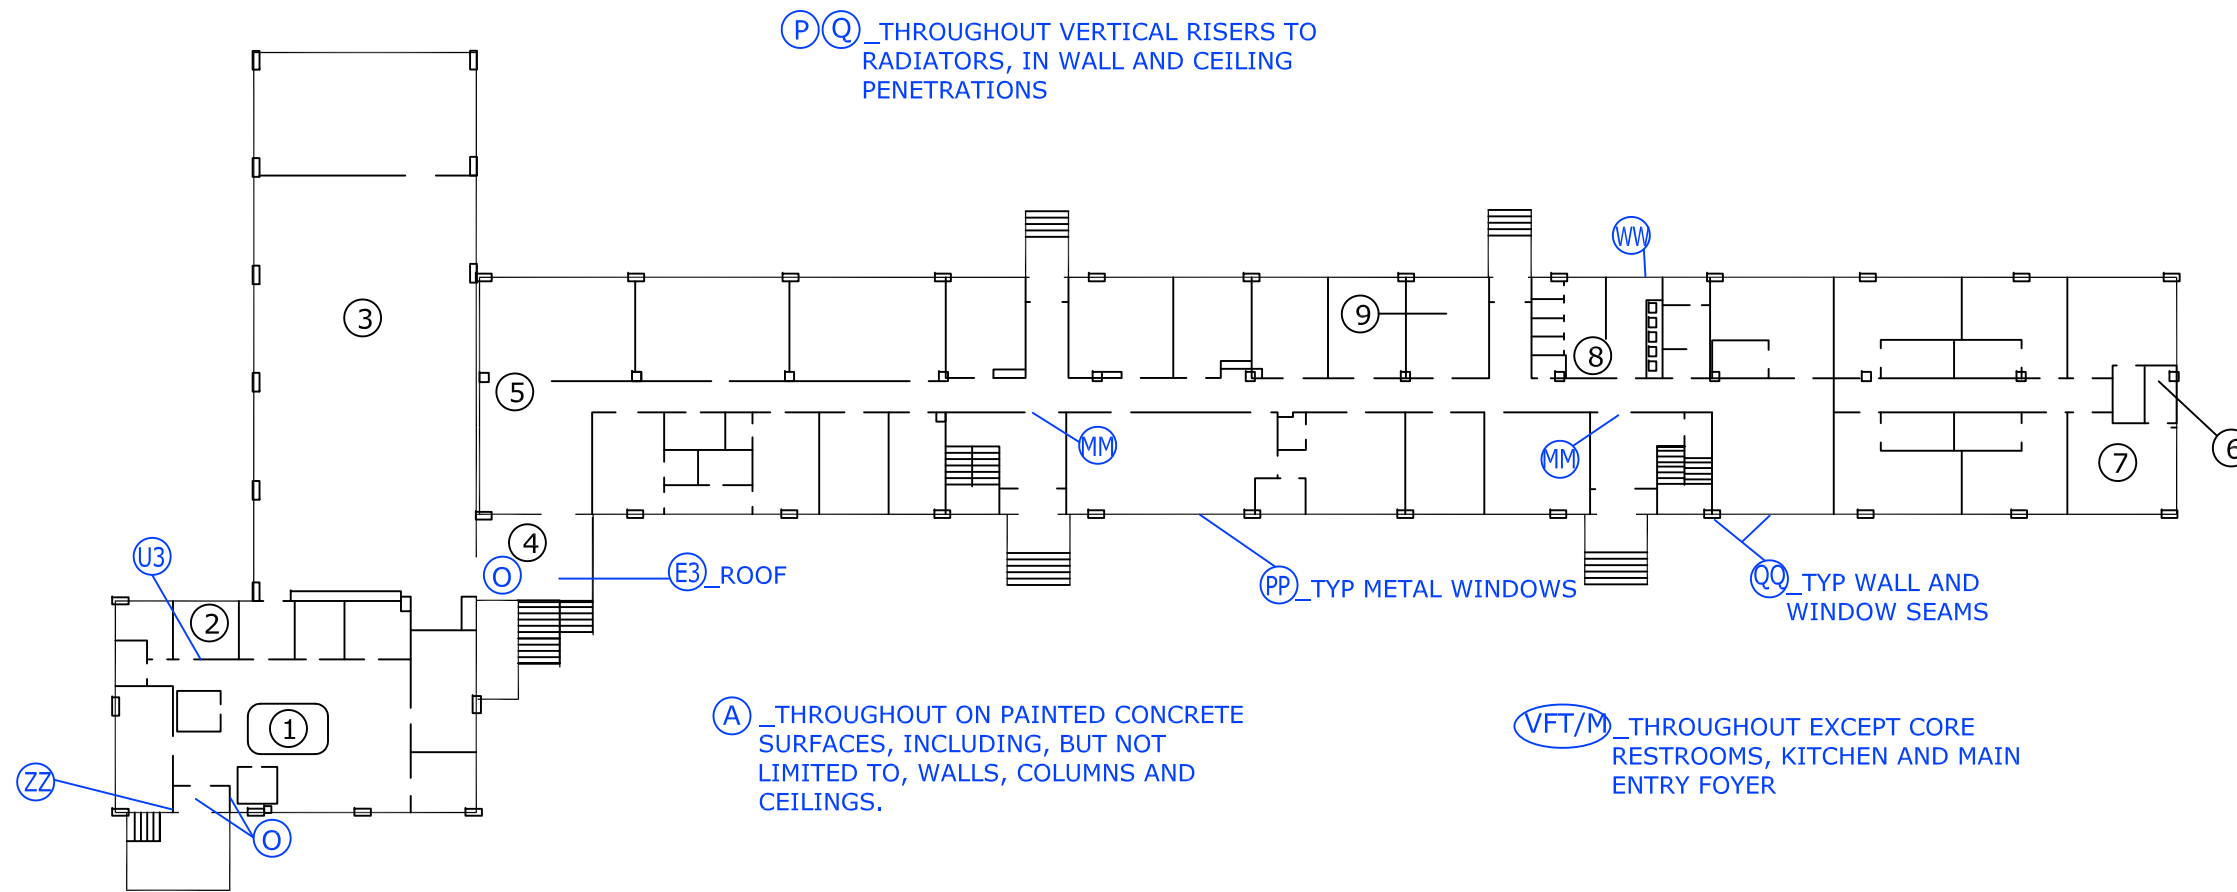 P Q _THROUGHOUT VERTICAL RISERS TO
RADIATORS, IN WALL AND CEILING
PENETRATIONS
WW
3
9
8
5
MM
MM
7
6
4
U3
O
E3_ROOF
PP_TYP METAL WINDOWS
QQ_TYP WALL AND
WINDOW SEAMS
2
1
A _THROUGHOUT ON PAINTED CONCRETE
SURFACES, INCLUDING, BUT NOT
LIMITED TO, WALLS, COLUMNS AND
CEILINGS.
VFT/M_THROUGHOUT EXCEPT CORE
RESTROOMS, KITCHEN AND MAIN
ENTRY FOYER
ZZ
O